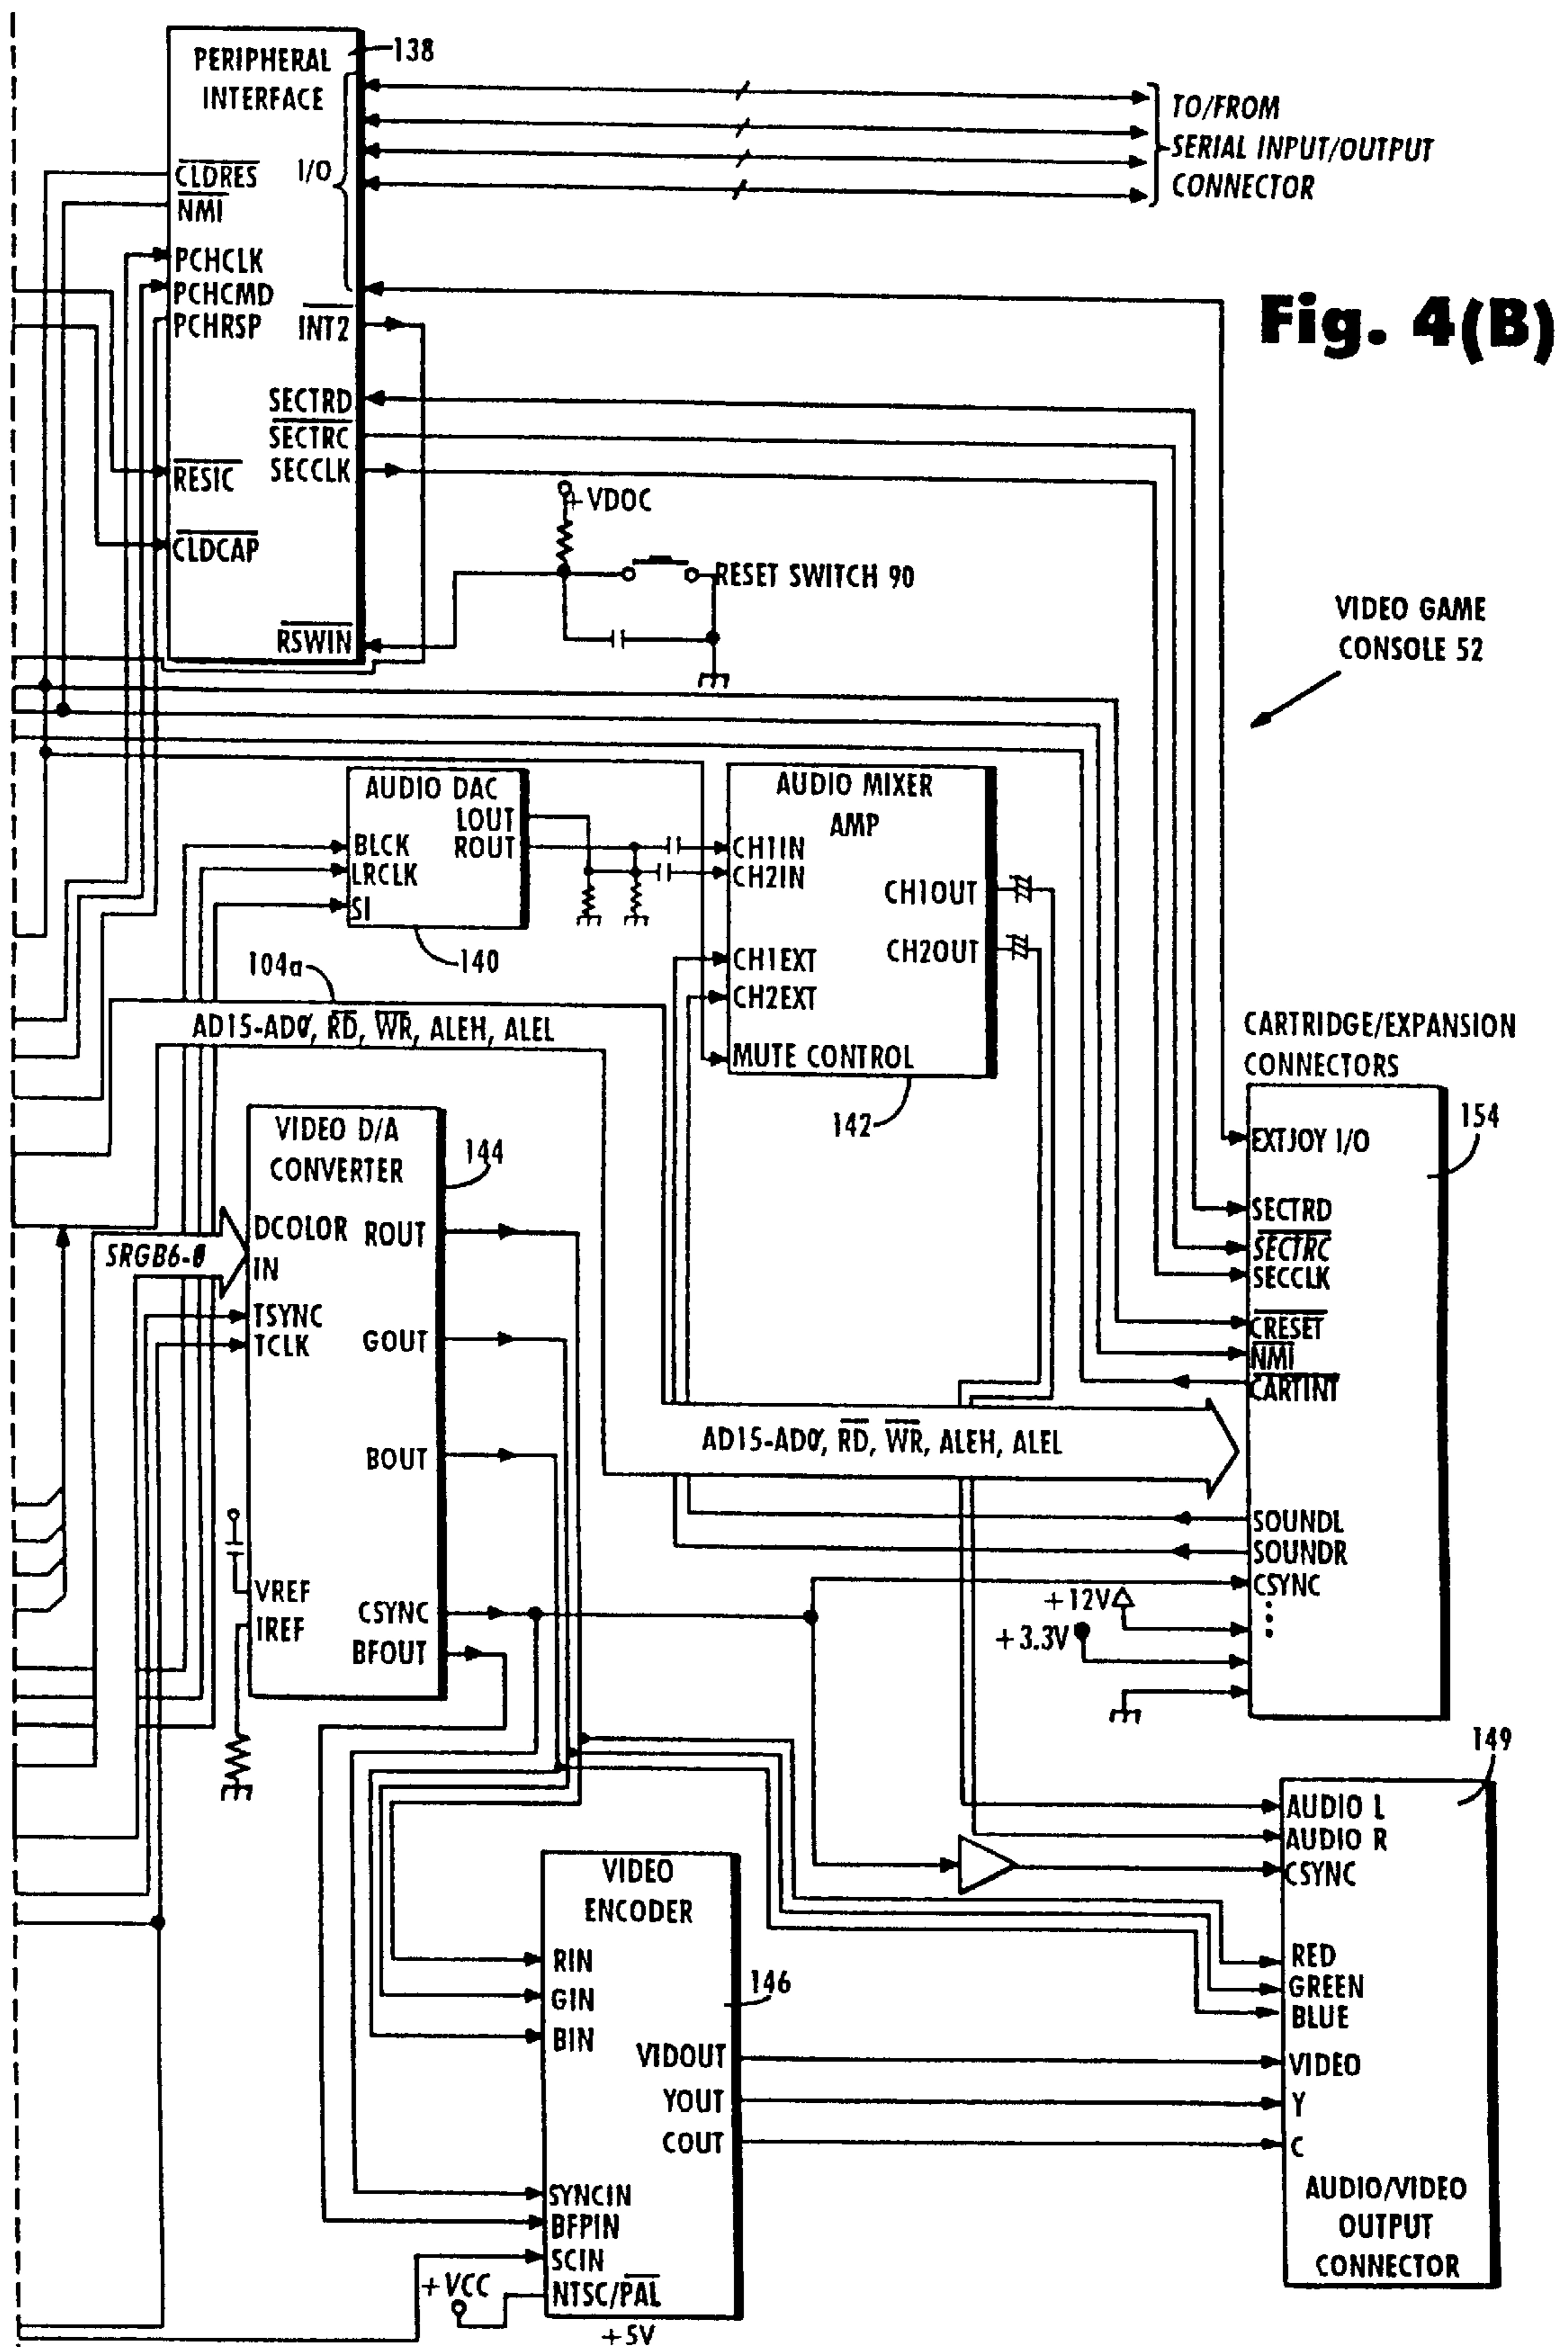 PERIPHERAL
INTERFACE
138
I/O
CLDRES
NMI
PCHCLK
PCHCMD
PCHRSP
INT2
SECTRD
SECTRC
SECCLK
RESIC
CLDCAP
RSWIN
TO/FROM
SERIAL INPUT/OUTPUT
CONNECTOR
Fig. 4(B)
+VDOC
RESET SWITCH 90
VIDEO GAME
CONSOLE 52
AUDIO DAC
LOUT
ROUT
BLCK
LRCLK
SI
140
AUDIO MIXER
AMP
CH1IN
CH2IN
CH1OUT
CH2OUT
CH1EXT
CH2EXT
MUTE CONTROL
142
104a
AD15-AD0, RD, WR, ALEH, ALEL
CARTRIDGE/EXPANSION
CONNECTORS
154
EXTJOY I/O
SECTRD
SECTRC
SECCLK
CRESET
NMI
CARTINT
SOUNDL
SOUNDR
CSYNC
+12V
+3.3V
AD15-AD0, RD, WR, ALEH, ALEL
VIDEO D/A
CONVERTER
144
SRGB6-0
DCOLOR
IN
ROUT
TSYNC
TCLK
GOUT
BOUT
VREF
IREF
CSYNC
BFOUT
149
AUDIO L
AUDIO R
CSYNC
RED
GREEN
BLUE
VIDEO
Y
C
AUDIO/VIDEO
OUTPUT
CONNECTOR
VIDEO
ENCODER
146
RIN
GIN
BIN
VIDOUT
YOUT
COUT
SYNCIN
BFPIN
SCIN
NTSC/PAL
+VCC
+5V